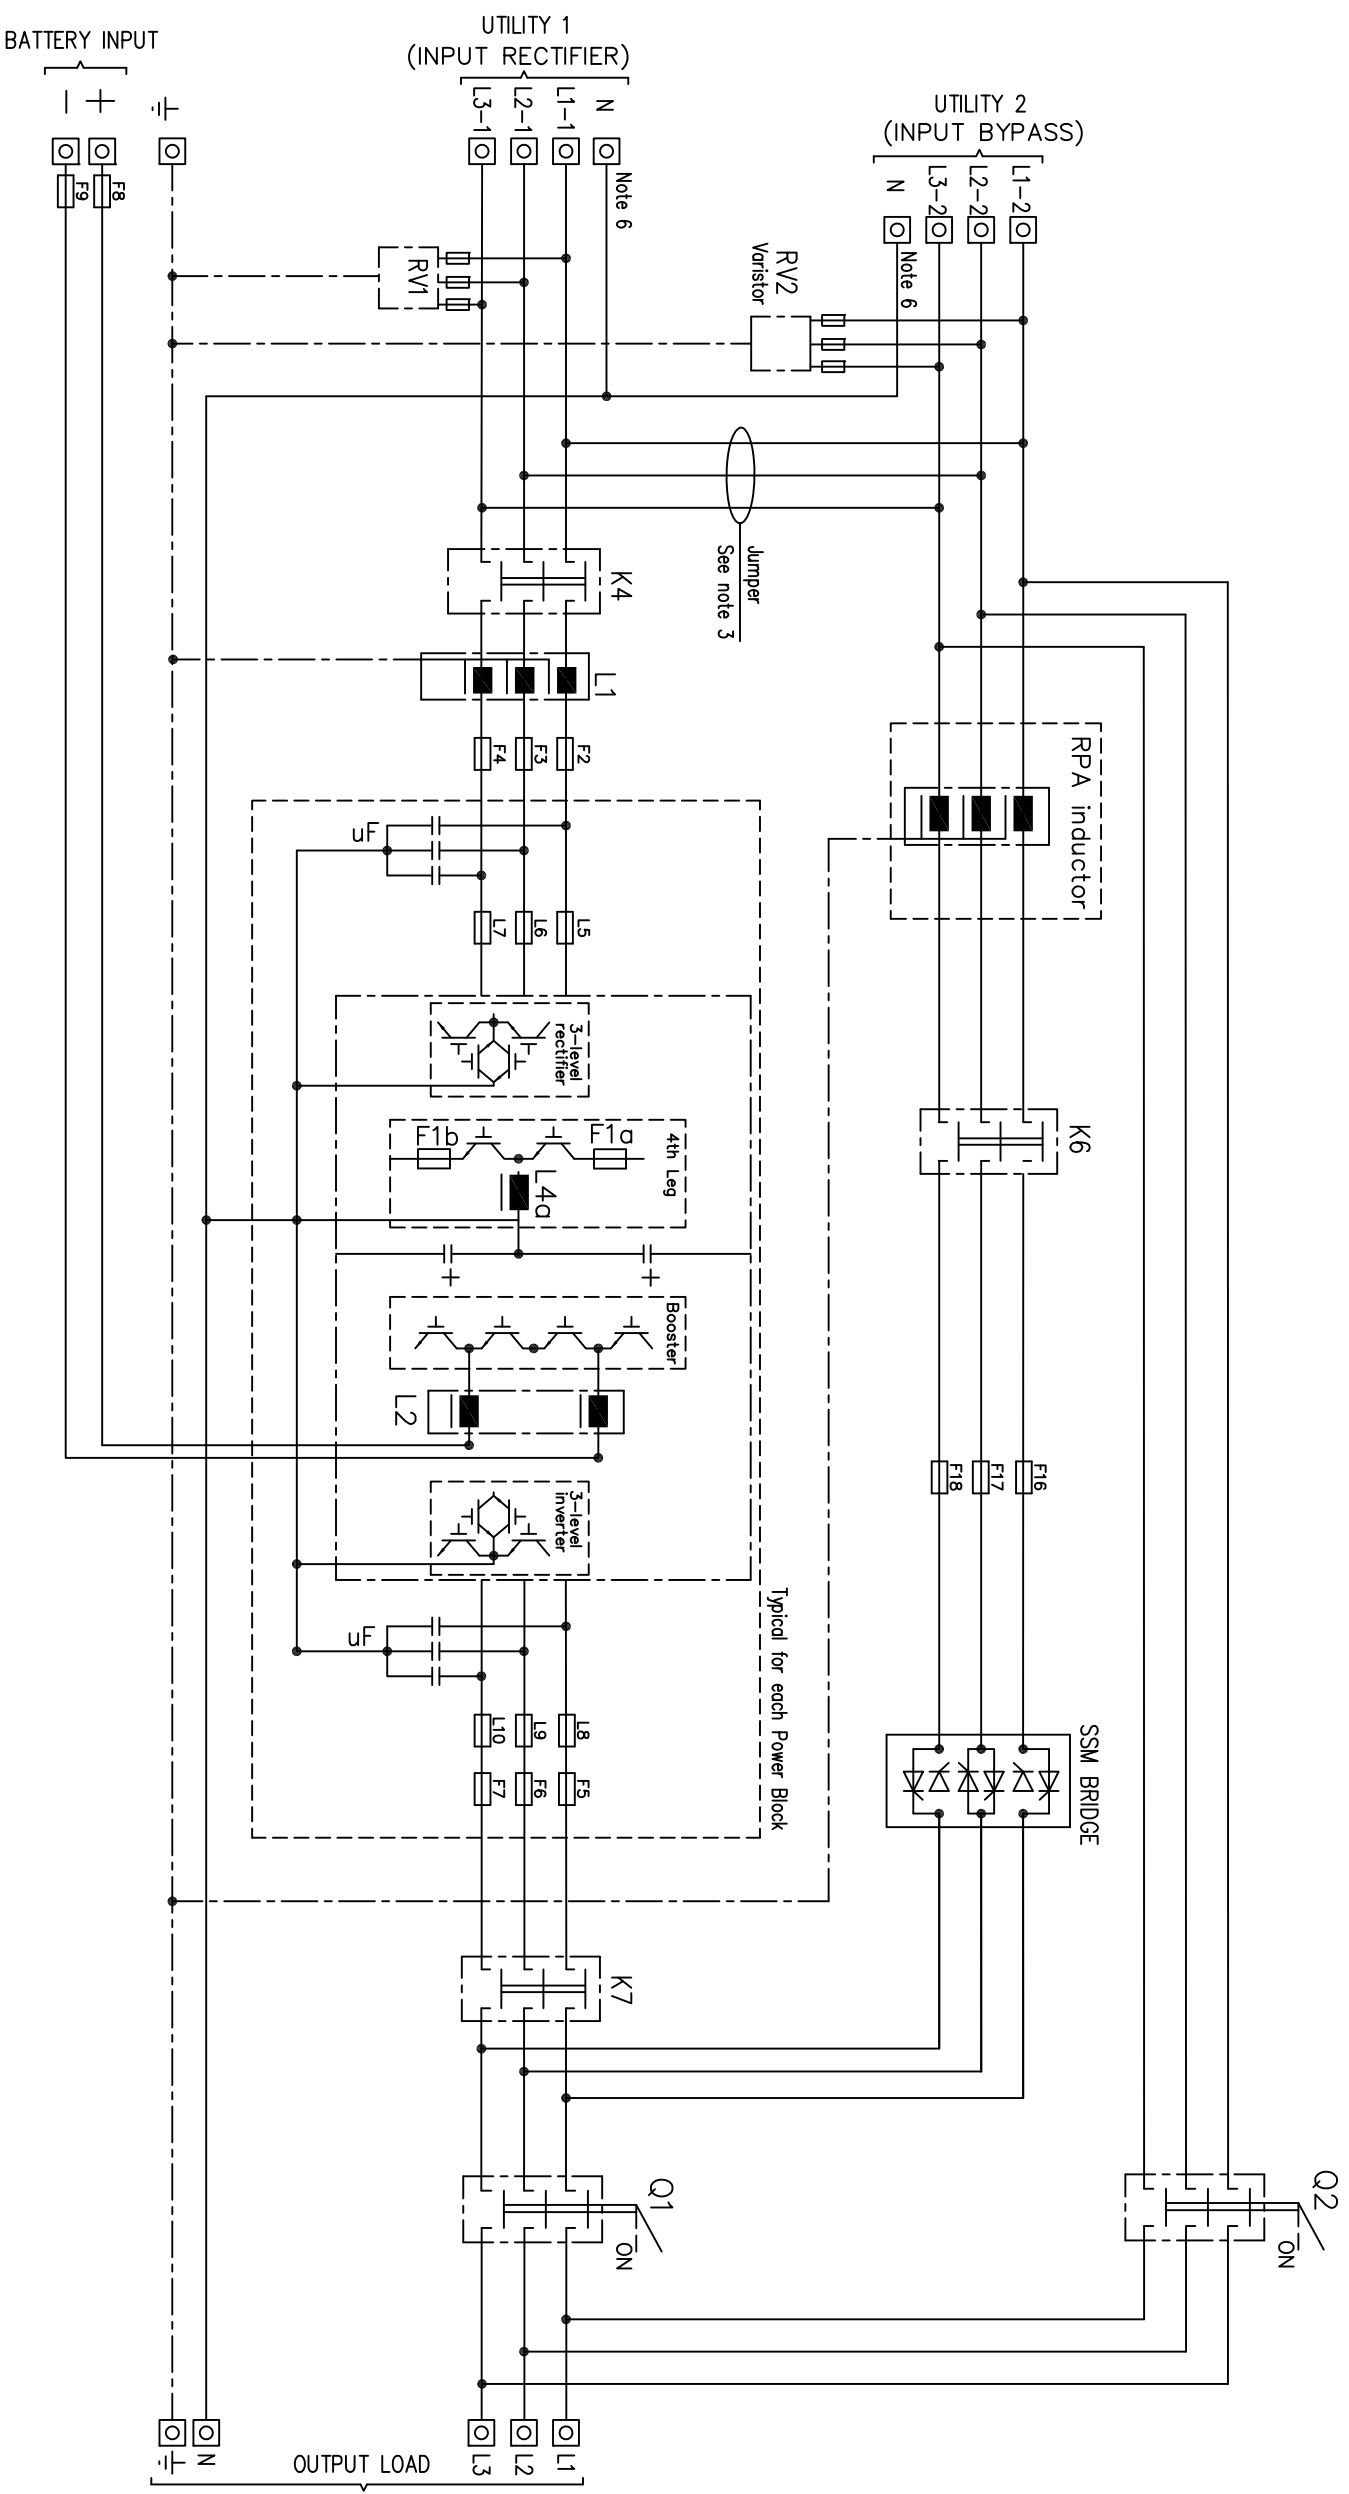 BATTERY INPUT
UTILITY 1
(INPUT RECTIFIER)
UTILITY 2
(INPUT BYPASS)
−
+
L3-1
L2-1
L1-1
N
N
L3-2
L2-2
L1-2
F9
F8
Note 6
Note 6
RV1
RV2
Varistor
Jumper
See note 3
K4
L1
F4
F3
F2
RPA inductor
uF
L7
L6
L5
3-level
rectifier
4th Leg
F1b
F1a
L4a
K6
+
+
Booster
L2
F18
F17
F16
3-level
inverter
Typical for each Power Block
uF
L10
L9
L8
F7
F6
F5
SSM BRIDGE
K7
Q1
ON
Q2
ON
N
L3
L2
L1
OUTPUT LOAD